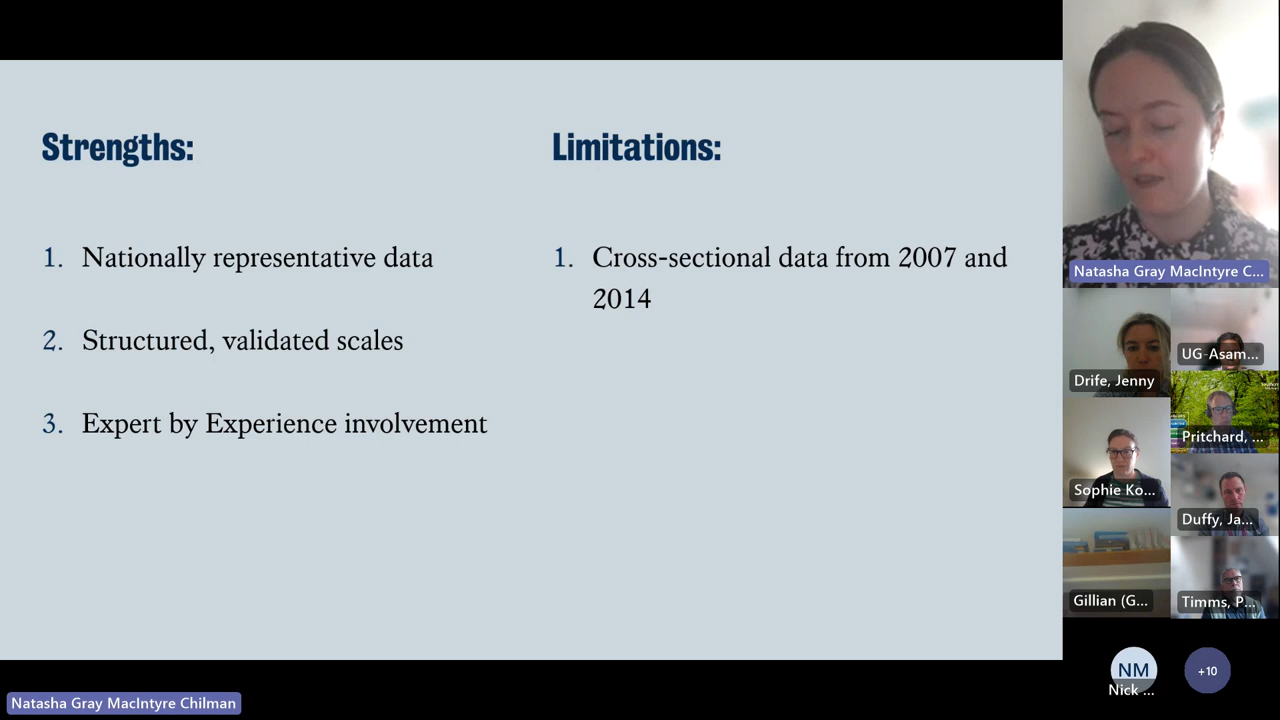 Strengths:
1. Nationally representative data
2. Structured, validated scales
3. Expert by Experience involvement
Limitations:
1. Cross-sectional data from 2007 and
2014
Natasha Gray MacIntyre C...
Drife, Jenny
UG-Asam...
Sophie Ko...
Pritchard, ...
Duffy, Ja...
Gillian (G...
Timms, P...
NM
Nick ...
+10
Natasha Gray MacIntyre Chilman